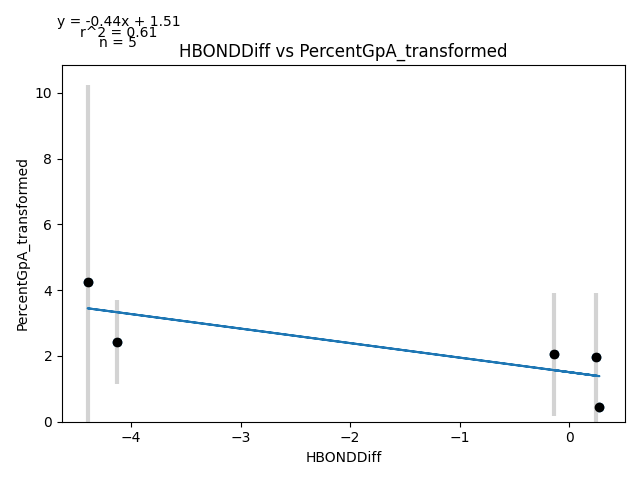 y = -0.44x + 1.51
r^2 = 0.61
n = 5
HBONDDiff vs PercentGpA_transformed
PercentGpA_transformed
10
8
6
4
2
0
−4
−3
−2
−1
0
HBONDDiff